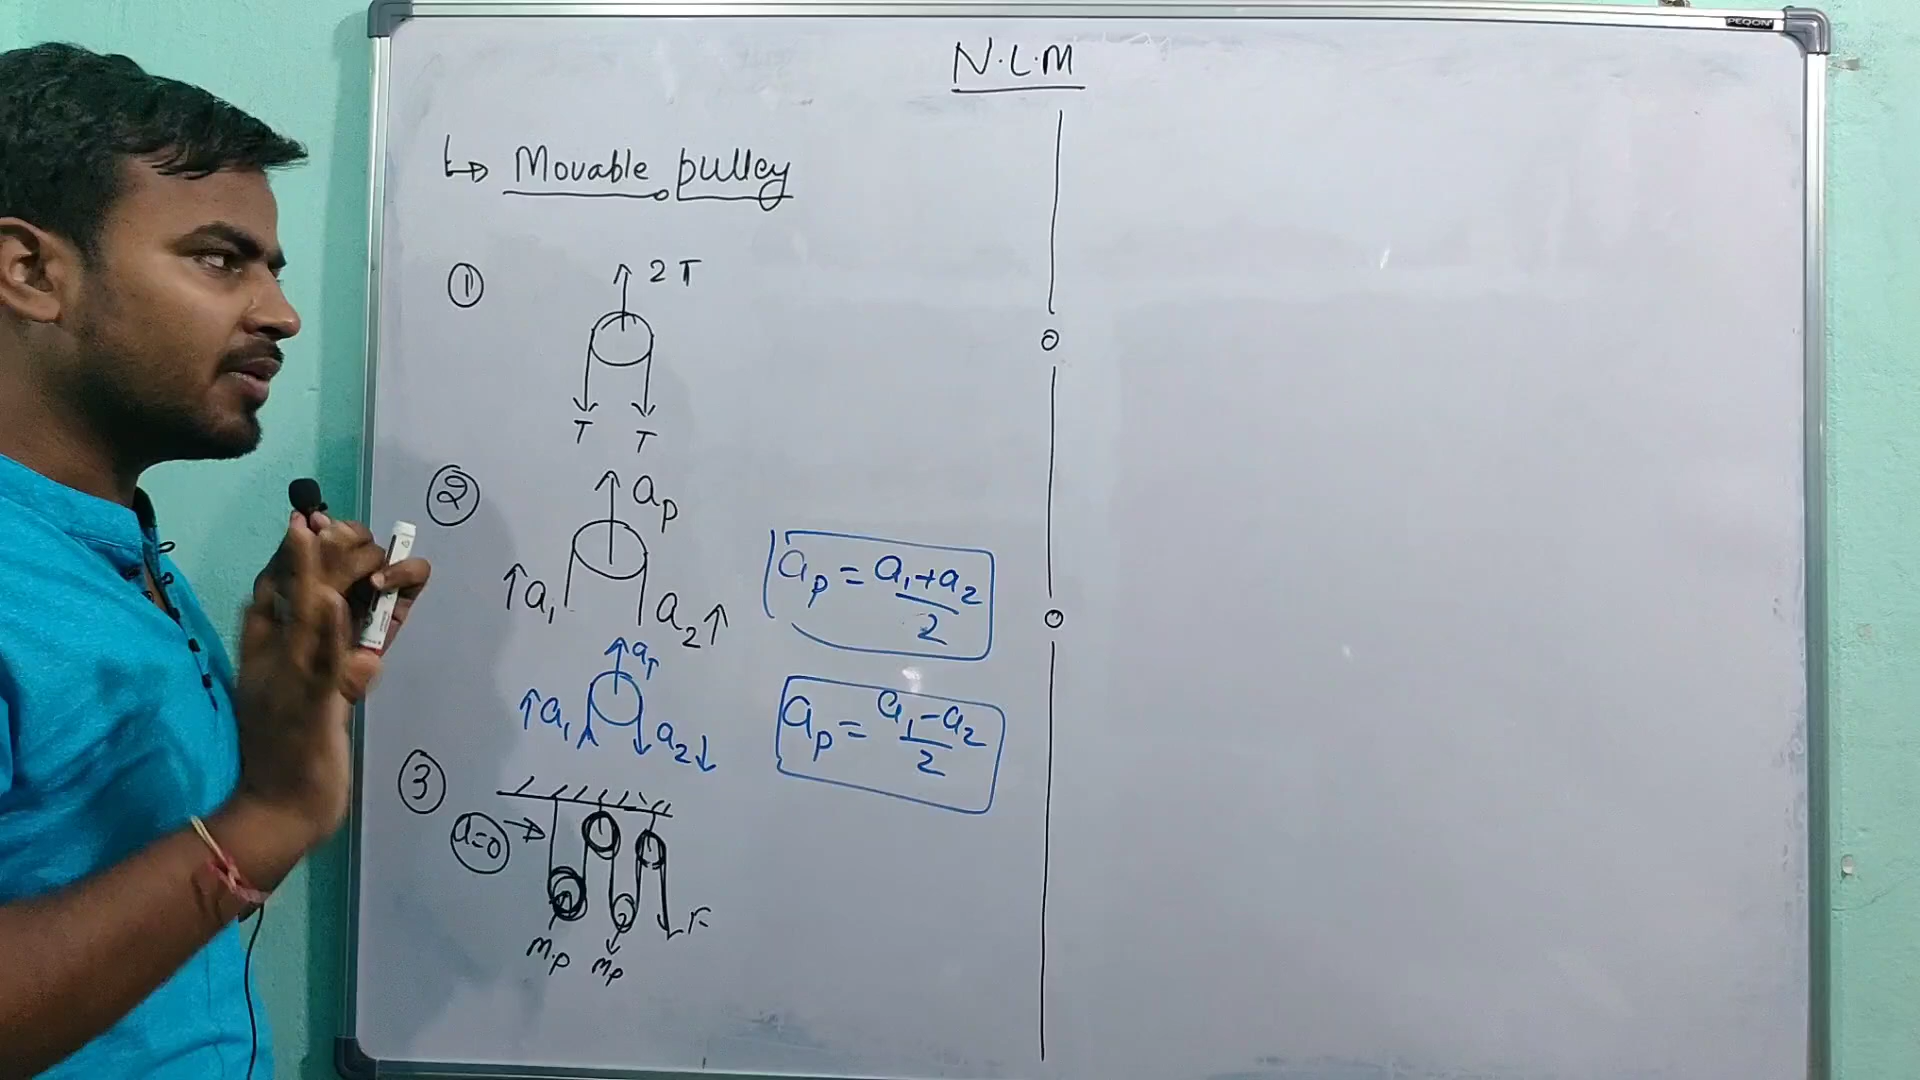 PEQON
N.L.M
Movable pulley
① 2T
T T
② ap
↑a₁ a₂↑
ap = a₁+a₂/2
ap
↑a₁ a₂↓
ap = a₁-a₂/2
③
a=0
F
M.P MP